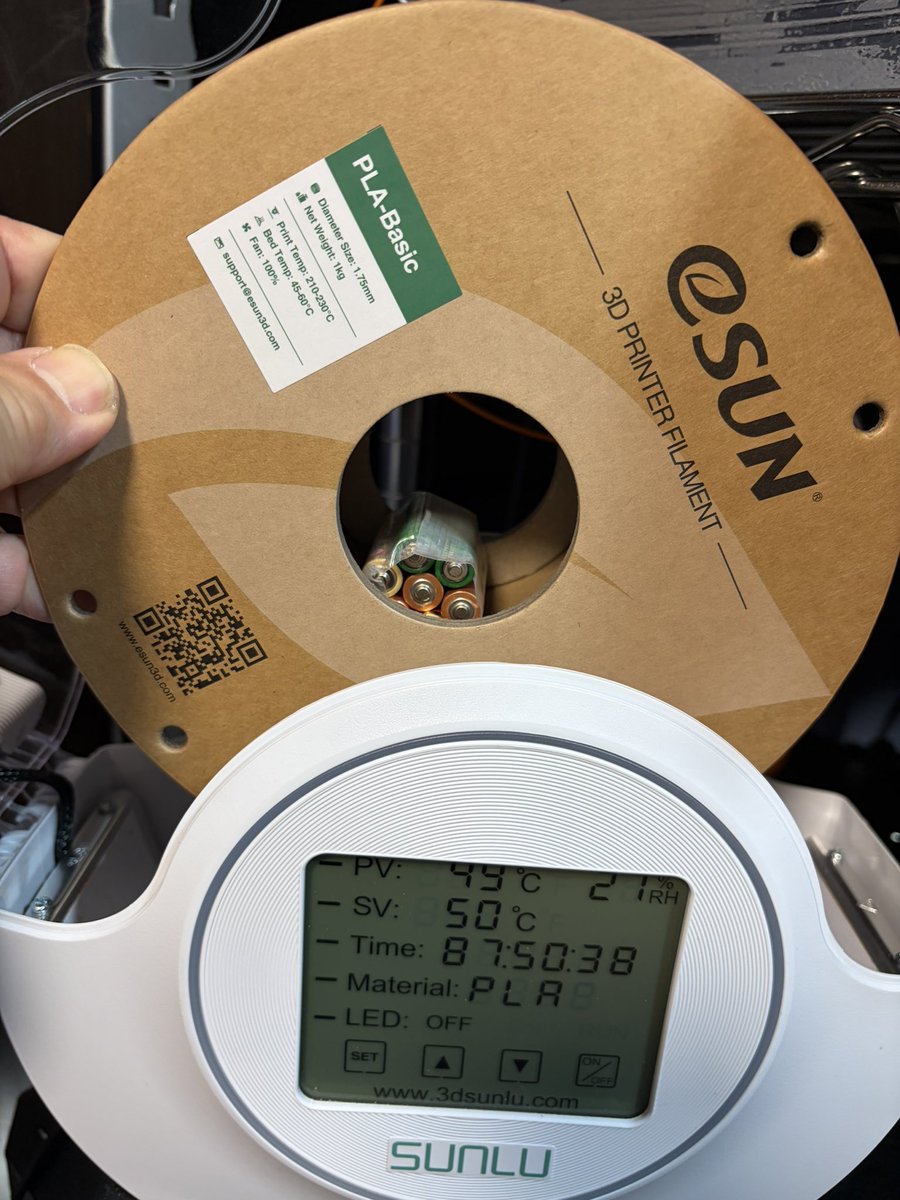 PLA-Basic
Diameter Size: 1.75mm
Net Weight: 1kg
Print Temp: 210-230°C
Bed Temp: 45-60°C
Fan: 100%
support@esun3d.com
eSUN®
3D PRINTER FILAMENT
www.esun3d.com
PV: 49°C 21%RH
SV: 50°C
Time: 87:50:38
Material: PLA
LED: OFF
SET ▲ ▼ ON/OFF
www.3dsunlu.com
SUNLU